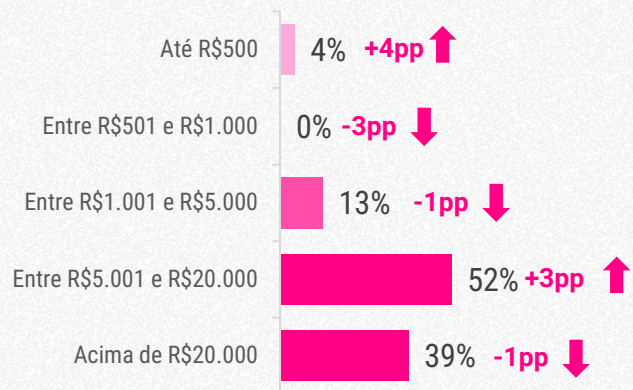 Até R$500 4% +4pp
Entre R$501 e R$1.000 0% -3pp
Entre R$1.001 e R$5.000 13% -1pp
Entre R$5.001 e R$20.000 52% +3pp
Acima de R$20.000 39% -1pp